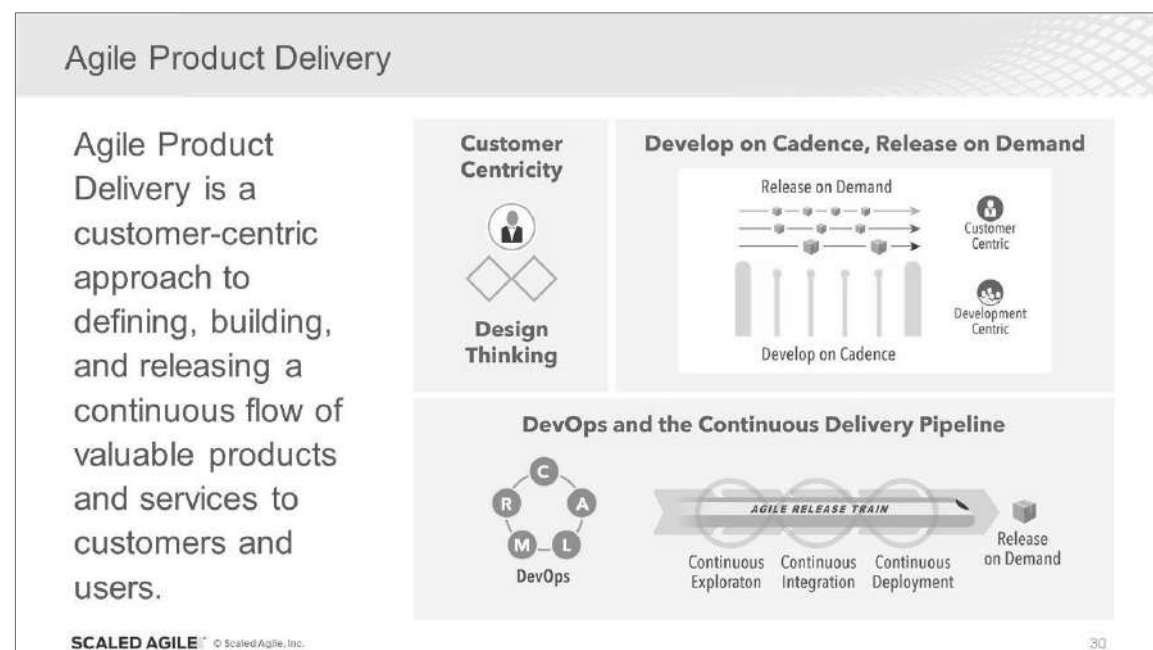 Agile Product Delivery
Agile Product
Delivery is a
customer-centric
approach to
defining, building,
and releasing a
continuous flow of
valuable products
and services to
customers and
users.
Customer
Centricity
Design
Thinking
Develop on Cadence, Release on Demand
Release on Demand
Customer
Centric
Development
Centric
Develop on Cadence
DevOps and the Continuous Delivery Pipeline
C
A
L
M
R
DevOps
AGILE RELEASE TRAIN
Continuous
Exploraton
Continuous
Integration
Continuous
Deployment
Release
on Demand
SCALED AGILE © Scaled Agile, Inc.
30